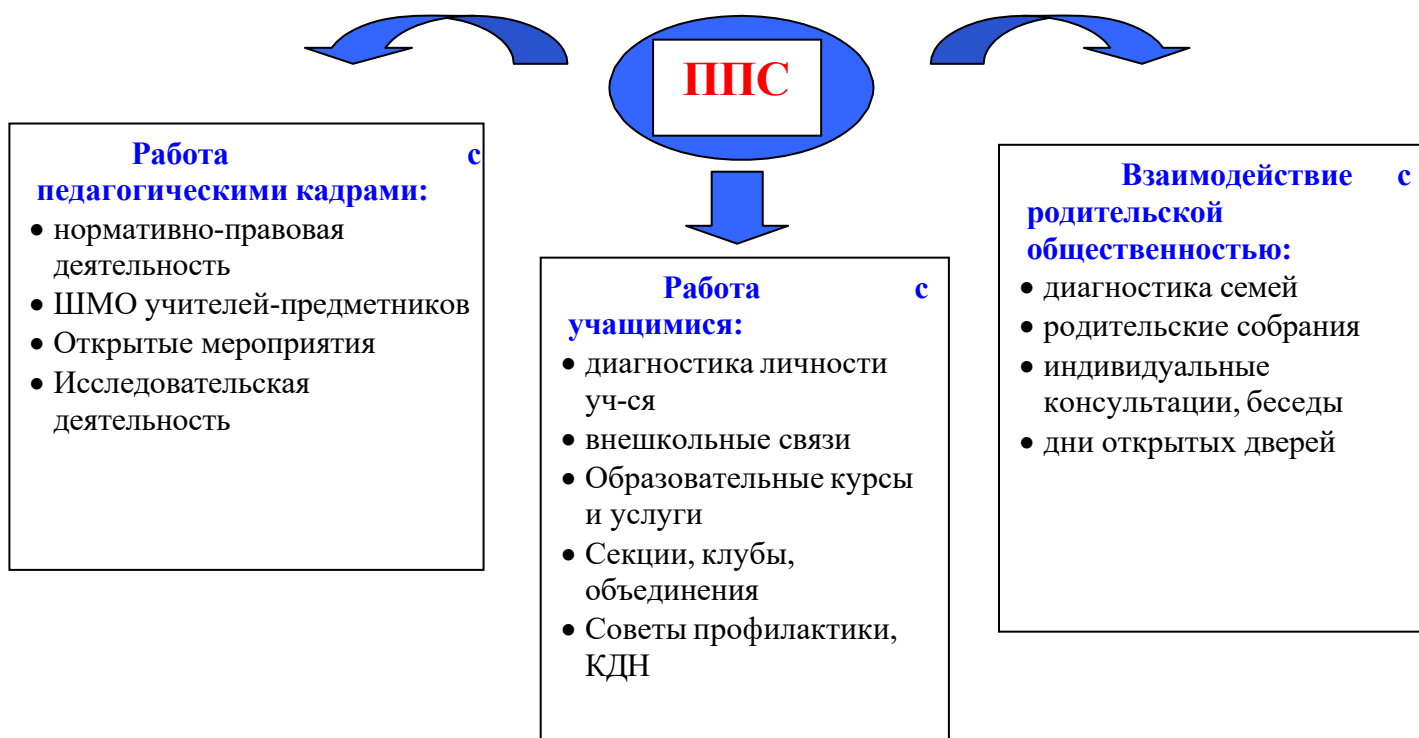 ППС
Работа с
педагогическими кадрами:
• нормативно-правовая
деятельность
• ШМО учителей-предметников
• Открытые мероприятия
• Исследовательская
деятельность
Работа с
учащимися:
• диагностика личности
уч-ся
• внешкольные связи
• Образовательные курсы
и услуги
• Секции, клубы,
объединения
• Советы профилактики,
КДН
Взаимодействие с
родительской
общественностью:
• диагностика семей
• родительские собрания
• индивидуальные
консультации, беседы
• дни открытых дверей